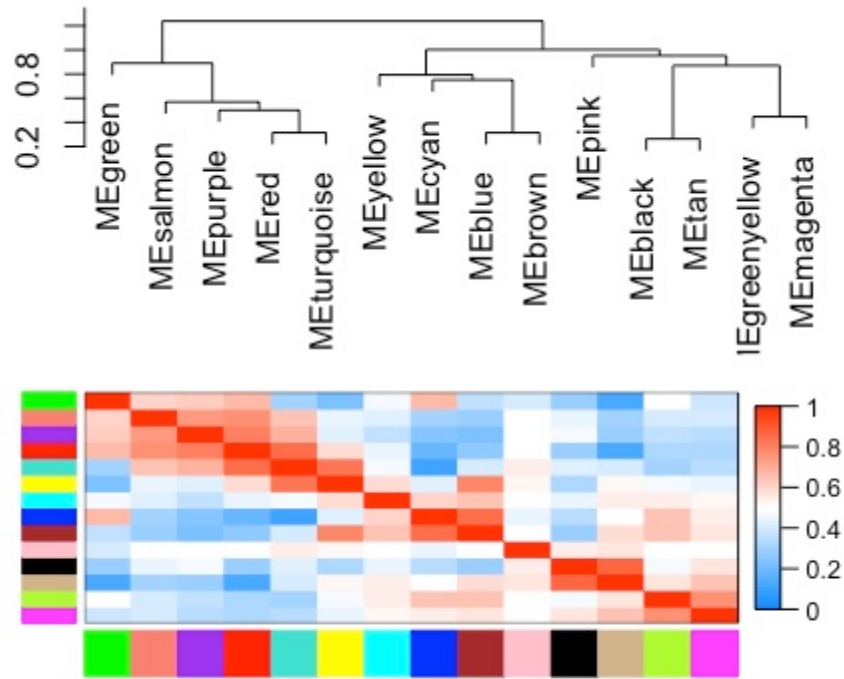 0.8
0.2
MEgreen
MEsalmon
MEpurple
MEred
MEturquoise
MEyellow
MEcyan
MEblue
MEbrown
MEpink
MEblack
MEtan
IEgreenyellow
MEmagenta
1
0.8
0.6
0.4
0.2
0